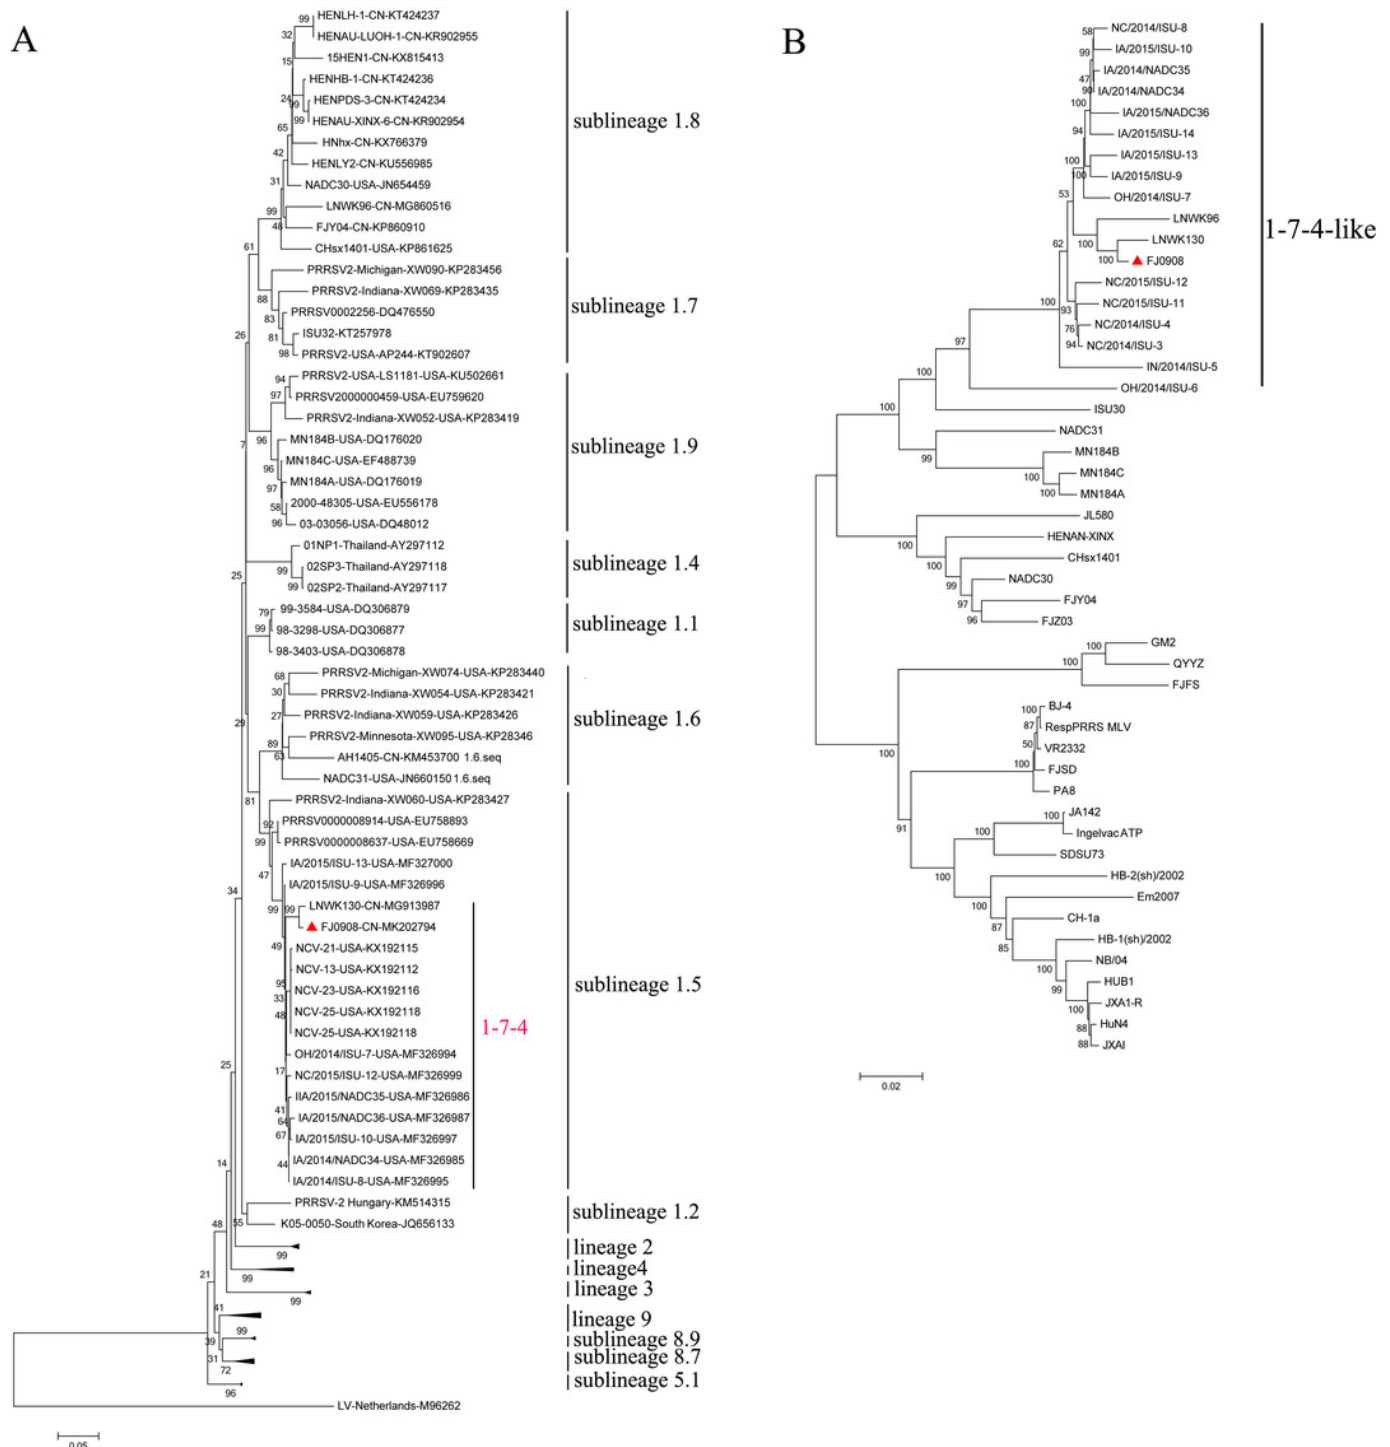 A
99
HENLH-1-CN-KT424237
32
HENAU-LUOH-1-CN-KR902955
15
15HEN1-CN-KX815413
HENHB-1-CN-KT424236
24
99
HENPDS-3-CN-KT424234
99
HENAU-XINX-6-CN-KR902954
65
HNhx-CN-KX766379
42
HENLY2-CN-KU556985
31
NADC30-USA-JN654459
99
LNWK96-CN-MG860516
48
FJY04-CN-KP860910
CHsx1401-USA-KP861625
sublineage 1.8
61
PRRSV2-Michigan-XW090-KP283456
88
PRRSV2-Indiana-XW069-KP283435
83
PRRSV0002256-DQ476550
81
ISU32-KT257978
98
PRRSV2-USA-AP244-KT902607
sublineage 1.7
26
94
PRRSV2-USA-LS1181-USA-KU502661
97
PRRSV2000000459-USA-EU759620
PRRSV2-Indiana-XW052-USA-KP283419
96
MN184B-USA-DQ176020
96
MN184C-USA-EF488739
97
MN184A-USA-DQ176019
58
2000-48305-USA-EU556178
96
03-03056-USA-DQ48012
sublineage 1.9
7
01NP1-Thailand-AY297112
99
02SP3-Thailand-AY297118
99
02SP2-Thailand-AY297117
sublineage 1.4
25
79
99-3584-USA-DQ306879
99
98-3298-USA-DQ306877
98-3403-USA-DQ306878
sublineage 1.1
68
PRRSV2-Michigan-XW074-USA-KP283440
30
PRRSV2-Indiana-XW054-USA-KP283421
27
PRRSV2-Indiana-XW059-USA-KP283426
29
89
PRRSV2-Minnesota-XW095-USA-KP28346
63
AH1405-CN-KM453700 1.6.seq
NADC31-USA-JN660150 1.6.seq
sublineage 1.6
81
PRRSV2-Indiana-XW060-USA-KP283427
92
PRRSV0000008914-USA-EU758893
99
PRRSV0000008637-USA-EU758669
47
IA/2015/ISU-13-USA-MF327000
IA/2015/ISU-9-USA-MF326996
34
99
99
LNWK130-CN-MG913987
FJ0908-CN-MK202794
49
NCV-21-USA-KX192115
NCV-13-USA-KX192112
95
NCV-23-USA-KX192116
33
48
NCV-25-USA-KX192118
NCV-25-USA-KX192118
OH/2014/ISU-7-USA-MF326994
17
NC/2015/ISU-12-USA-MF326999
IIA/2015/NADC35-USA-MF326986
41
64
IA/2015/NADC36-USA-MF326987
67
IA/2015/ISU-10-USA-MF326997
44
IA/2014/NADC34-USA-MF326985
IA/2014/ISU-8-USA-MF326995
1-7-4
sublineage 1.5
25
PRRSV-2 Hungary-KM514315
55
K05-0050-South Korea-JQ656133
sublineage 1.2
14
99
lineage 2
99
lineage4
48
99
lineage 3
21
41
lineage 9
99
sublineage 8.9
39
31
72
sublineage 8.7
96
sublineage 5.1
LV-Netherlands-M96262
0.05
B
58
NC/2014/ISU-8
99
IA/2015/ISU-10
47
IA/2014/NADC35
90
IA/2014/NADC34
100
IA/2015/NADC36
94
IA/2015/ISU-14
100
IA/2015/ISU-13
100
IA/2015/ISU-9
53
OH/2014/ISU-7
LNWK96
100
LNWK130
100
FJ0908
62
NC/2015/ISU-12
93
NC/2015/ISU-11
76
NC/2014/ISU-4
94
NC/2014/ISU-3
100
IN/2014/ISU-5
97
OH/2014/ISU-6
1-7-4-like
100
ISU30
100
NADC31
99
MN184B
100
MN184C
100
MN184A
JL580
100
HENAN-XINX
100
CHsx1401
99
NADC30
97
FJY04
96
FJZ03
GM2
100
100
QYYZ
FJFS
100
BJ-4
87
RespPRRS MLV
50
VR2332
100
FJSD
100
PA8
91
JA142
100
100
IngelvacATP
SDSU73
100
HB-2(sh)/2002
100
Em2007
87
CH-1a
85
HB-1(sh)/2002
100
NB/04
99
HUB1
100
JXA1-R
88
HuN4
88
JXAI
0.02